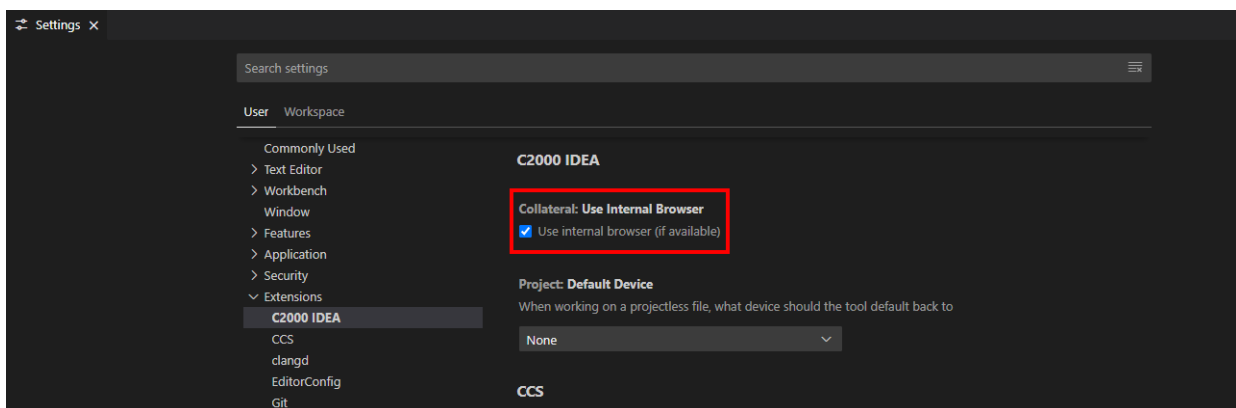 Settings
Search settings
User Workspace
Commonly Used
Text Editor
Workbench
Window
Features
Application
Security
Extensions
C2000 IDEA
CCS
clangd
EditorConfig
Git
C2000 IDEA
Collateral: Use Internal Browser
Use internal browser (if available)
Project: Default Device
When working on a projectless file, what device should the tool default back to
None
CCS